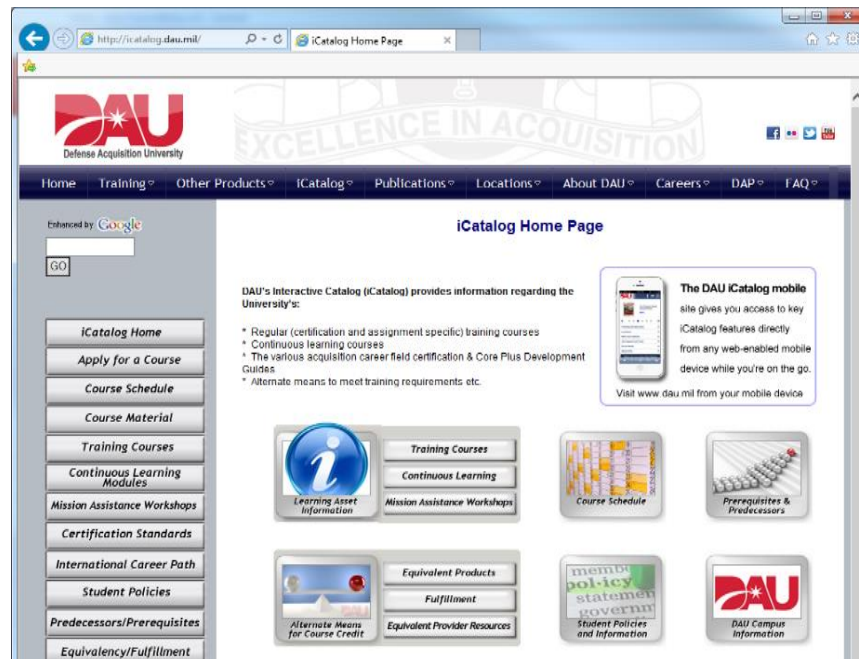 http://icatalog.dau.mil/
iCatalog Home Page
DAU
Defense Acquisition University
EXCELLENCE IN ACQUISITION
Home Training Other Products iCatalog Publications Locations About DAU Careers DAP FAQ
Enhanced by Google
GO
iCatalog Home
Apply for a Course
Course Schedule
Course Material
Training Courses
Continuous Learning
Modules
Mission Assistance Workshops
Certification Standards
International Career Path
Student Policies
Predecessors/Prerequisites
Equivalency/Fulfillment
iCatalog Home Page
DAU's Interactive Catalog (iCatalog) provides information regarding the
University's:
* Regular (certification and assignment specific) training courses
* Continuous learning courses
* The various acquisition career field certification & Core Plus Development
Guides
* Alternate means to meet training requirements etc.
The DAU iCatalog mobile
site gives you access to key
iCatalog features directly
from any web-enabled mobile
device while you're on the go.
Visit www.dau.mil from your mobile device
Learning Asset
Information
Training Courses
Continuous Learning
Mission Assistance Workshops
Course Schedule
Prerequisites &
Predecessors
Alternate Means
for Course Credit
Equivalent Products
Fulfillment
Equivalent Provider Resources
pol·icy
Student Policies
and Information
DAU
DAU Campus
Information